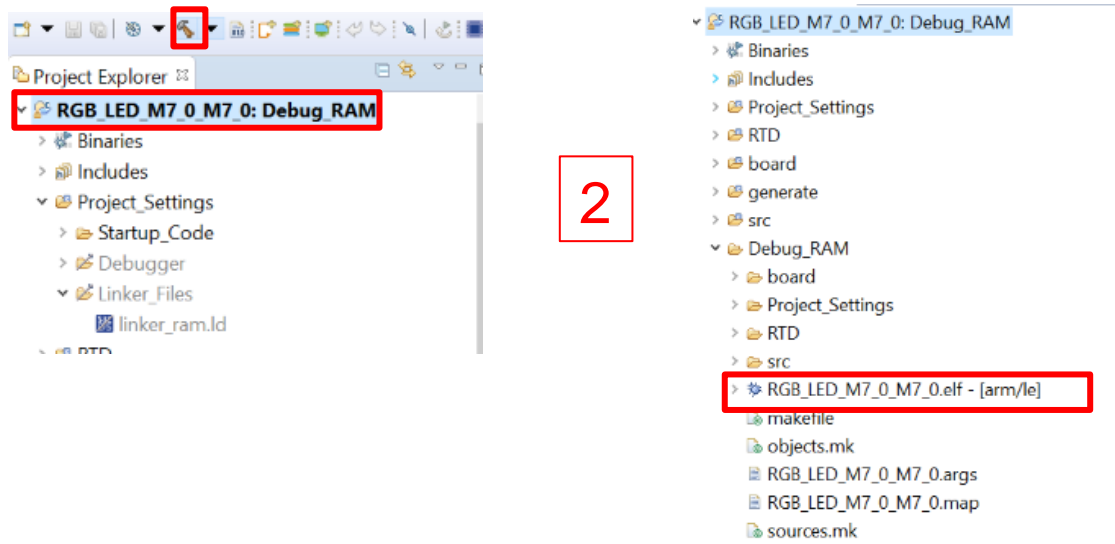 Project Explorer
RGB_LED_M7_0_M7_0: Debug_RAM
Binaries
Includes
Project_Settings
Startup_Code
Debugger
Linker_Files
linker_ram.ld
RTD
2
RGB_LED_M7_0_M7_0: Debug_RAM
Binaries
Includes
Project_Settings
RTD
board
generate
src
Debug_RAM
board
Project_Settings
RTD
src
RGB_LED_M7_0_M7_0.elf - [arm/le]
makefile
objects.mk
RGB_LED_M7_0_M7_0.args
RGB_LED_M7_0_M7_0.map
sources.mk